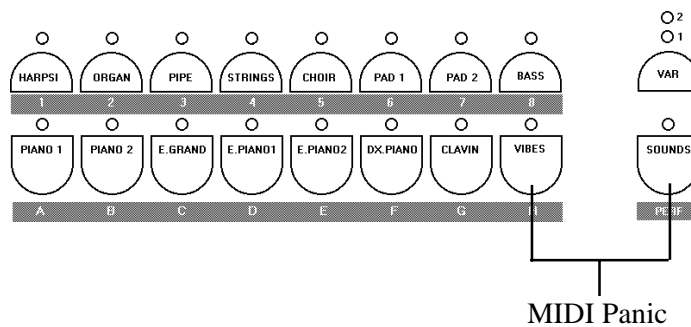 2
1
HARPSI ORGAN PIPE STRINGS CHOIR PAD 1 PAD 2 BASS VAR
1 2 3 4 5 6 7 8
PIANO 1 PIANO 2 E.GRAND E.PIANO1 E.PIANO2 DX.PIANO CLAVIN VIBES SOUNDS
A B C D E F G H PERF
MIDI Panic